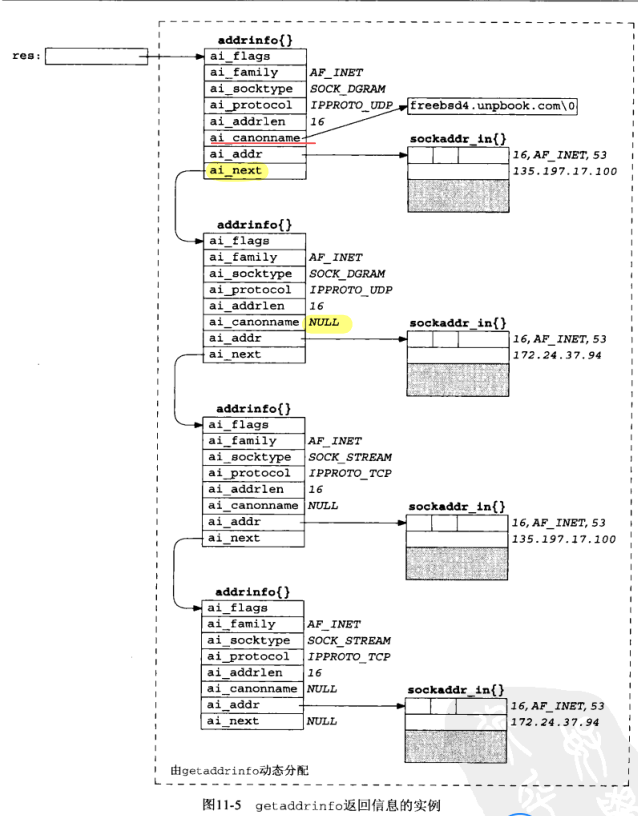 addrinfo{}
res:
ai_flags
ai_family AF_INET
ai_socktype SOCK_DGRAM
ai_protocol IPPROTO_UDP
freebsd4.unpbook.com\0
ai_addrlen 16
ai_canonname
sockaddr_in{}
ai_addr
16, AF_INET, 53
ai_next
135.197.17.100
addrinfo{}
ai_flags
ai_family AF_INET
ai_socktype SOCK_DGRAM
ai_protocol IPPROTO_UDP
ai_addrlen 16
ai_canonname NULL
sockaddr_in{}
ai_addr
16, AF_INET, 53
ai_next
172.24.37.94
addrinfo{}
ai_flags
ai_family AF_INET
ai_socktype SOCK_STREAM
ai_protocol IPPROTO_TCP
ai_addrlen 16
ai_canonname NULL
sockaddr_in{}
ai_addr
16, AF_INET, 53
ai_next
135.197.17.100
addrinfo{}
ai_flags
ai_family AF_INET
ai_socktype SOCK_STREAM
ai_protocol IPPROTO_TCP
ai_addrlen 16
ai_canonname NULL
sockaddr_in{}
ai_addr
16, AF_INET, 53
ai_next NULL
172.24.37.94
由getaddrinfo动态分配
图11-5 getaddrinfo返回信息的实例